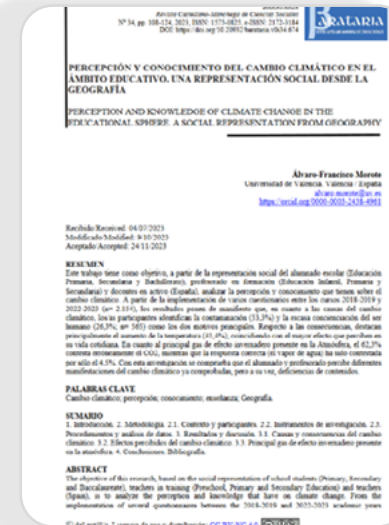 Revista Castellano-Manchega de Ciencias Sociales
Nº 34, pp. 108-124, 2023, ISSN: 1575-0825, e-ISSN: 2172-3184
DOI: https://doi.org/10.20932/barataria.v0i34.674
BARATARIA
PERCEPCIÓN Y CONOCIMIENTO DEL CAMBIO CLIMÁTICO EN EL
ÁMBITO EDUCATIVO. UNA REPRESENTACIÓN SOCIAL DESDE LA
GEOGRAFÍA
PERCEPTION AND KNOWLEDGE OF CLIMATE CHANGE IN THE
EDUCATIONAL SPHERE. A SOCIAL REPRESENTATION FROM GEOGRAPHY
Álvaro-Francisco Morote
Universidad de Valencia. Valencia / España
alvaro.morote@uv.es
https://orcid.org/0000-0003-2438-4961
Recibido/Received: 04/07/2023
Modificado/Modified: 9/10/2023
Aceptado/Accepted: 24/11/2023
RESUMEN
Este trabajo tiene como objetivo, a partir de la representación social del alumnado escolar (Educación
Primaria, Secundaria y Bachillerato), profesorado en formación (Educación Infantil, Primaria y
Secundaria) y docentes en activo (España), analizar la percepción y conocimiento que tienen sobre el
cambio climático. A partir de la implementación de varios cuestionarios entre los cursos 2018-2019 y
2022-2023 (n= 2.154), los resultados ponen de manifiesto que, en cuanto a las causas del cambio
climático, los/as participantes identifican la contaminación (33,3%) y la escasa concienciación del ser
humano (26,3%; n= 565) como los dos motivos principales. Respecto a las consecuencias, destacan
principalmente el aumento de la temperatura (31,4%), coincidiendo con el mayor efecto que perciben en
su vida cotidiana. En cuanto al principal gas de efecto invernadero presente en la Atmósfera, el 62,3%
contesta erróneamente el CO2, mientras que la respuesta correcta (el vapor de agua) ha sido contestada
por sólo el 4.5%. Con esta investigación se comprueba que el alumnado y profesorado percibe diferentes
manifestaciones del cambio climático ya comprobadas, pero a su vez, deficiencias de contenidos.
PALABRAS CLAVE
Cambio climático; percepción; conocimiento; enseñanza; Geografía.
SUMARIO
1. Introducción. 2. Metodología. 2.1. Contexto y participantes. 2.2. Instrumentos de investigación. 2.3.
Procedimientos y análisis de datos. 3. Resultados y discusión. 3.1. Causas y consecuencias del cambio
climático. 3.2. Efectos percibidos del cambio climático. 3.3. Principal gas de efecto invernadero presente
en la atmósfera. 4. Conclusiones. Bibliografía.
ABSTRACT
The objective of this research, based on the social representation of school students (Primary, Secondary
and Baccalaureate), teachers in training (Preschool, Primary and Secondary Education) and teachers
(Spain), is to analyze the perception and knowledge that have on climate change. From the
implementation of several questionnaires between the 2018-2019 and 2022-2023 academic years